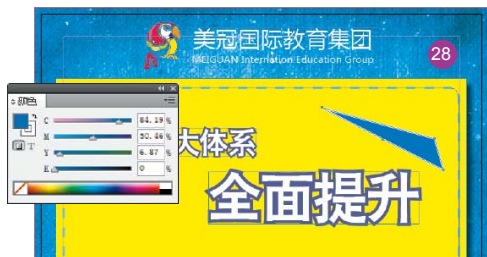 美冠国际教育集团
MEIGUAN Internation Education Group
28
颜色
C 84.19 %
M 50.46 %
Y 6.87 %
K 0 %
T
大体系
全面提升